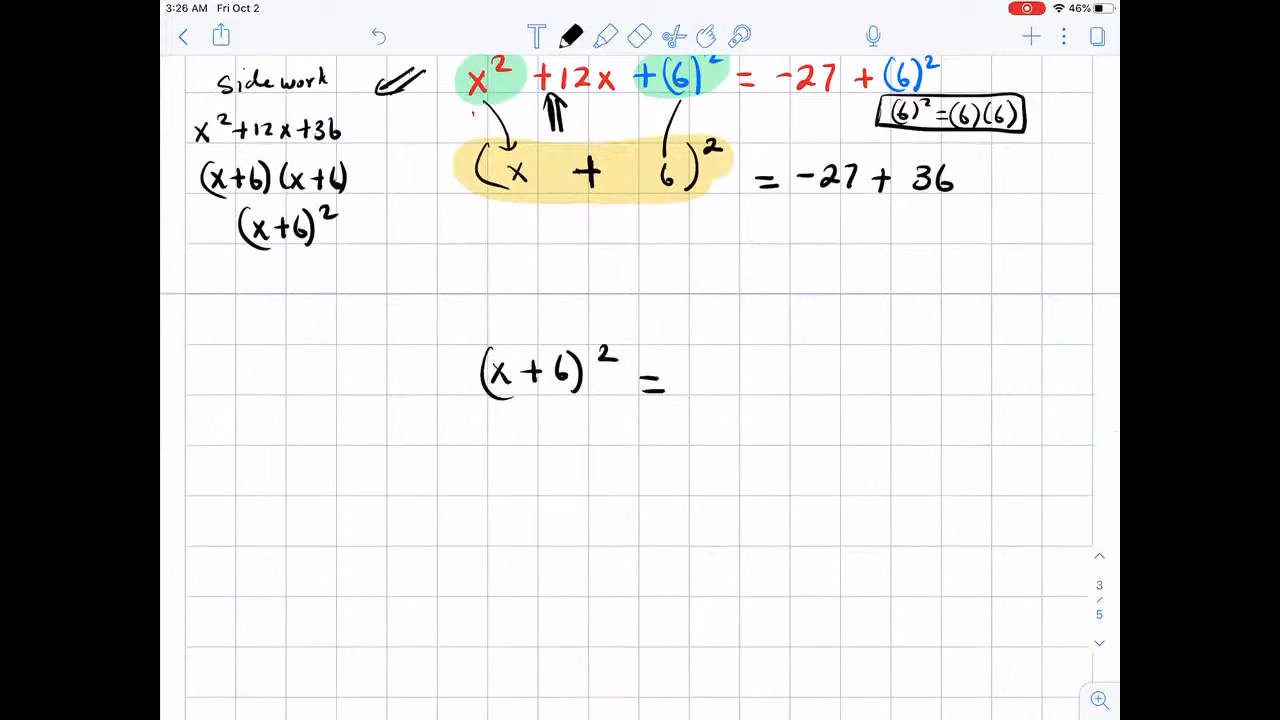 3:26 AM Fri Oct 2
46%
T
side work
x² +12x +(6)² = -27 +(6)²
(6)² =(6)(6)
x²+12x+36
(x + 6)² = -27 + 36
(x+6)(x+6)
(x+6)²
(x+6)² =
3
/
5